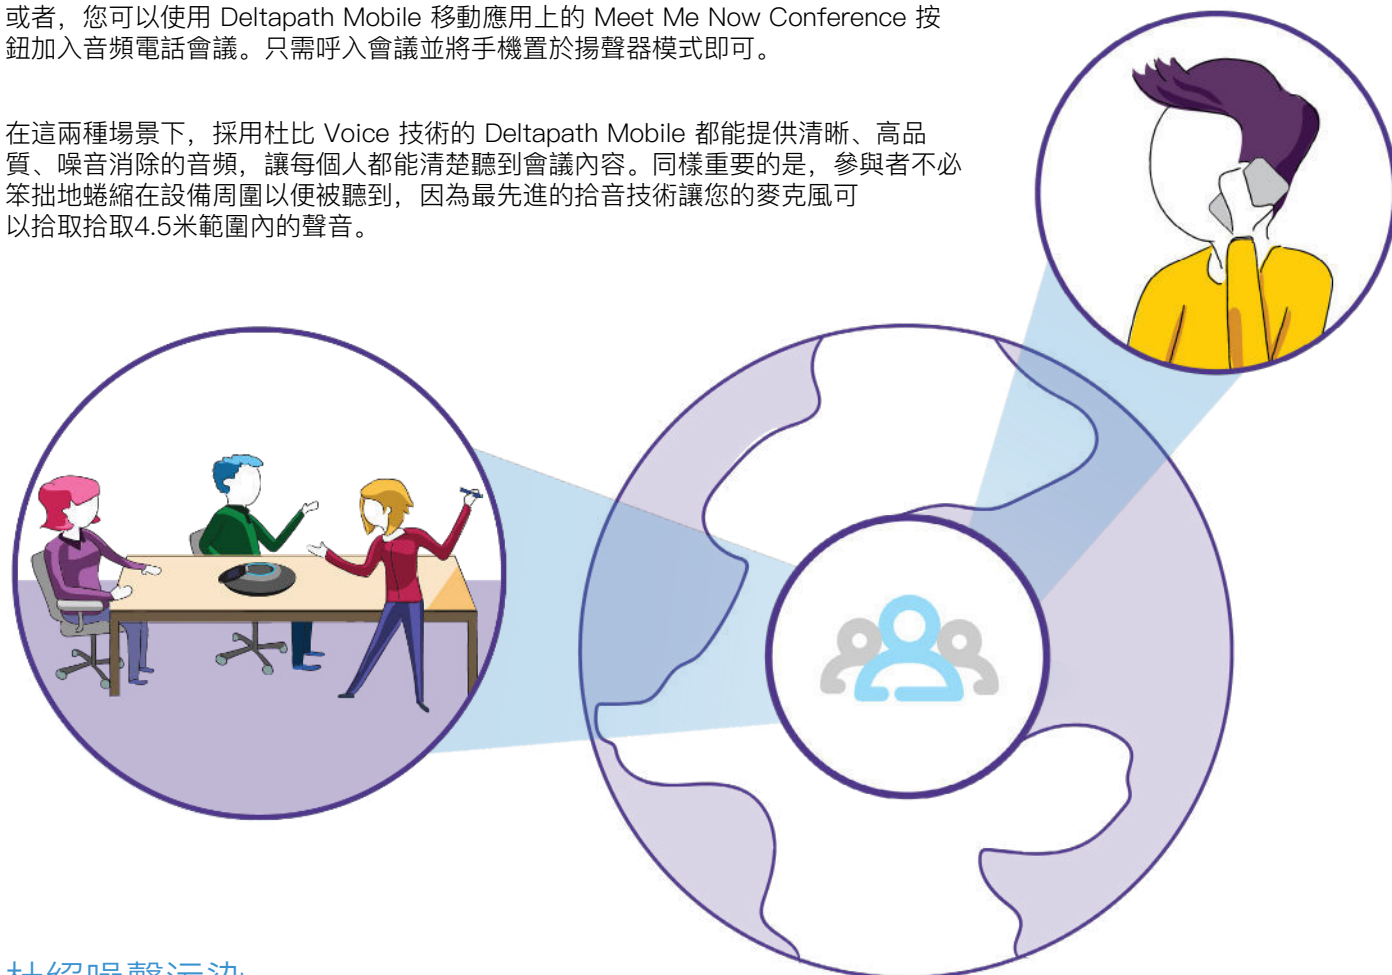 或者，您可以使用 Deltapath Mobile 移動應用上的 Meet Me Now Conference 按
鈕加入音頻電話會議。只需呼入會議並將手機置於揚聲器模式即可。
在這兩種場景下，採用杜比 Voice 技術的 Deltapath Mobile 都能提供清晰、高品
質、噪音消除的音頻，讓每個人都能清楚聽到會議內容。同樣重要的是，參與者不必
笨拙地蜷縮在設備周圍以便被聽到，因為最先進的拾音技術讓您的麥克風可
以拾取拾取4.5米範圍內的聲音。
杜絕噪聲污染